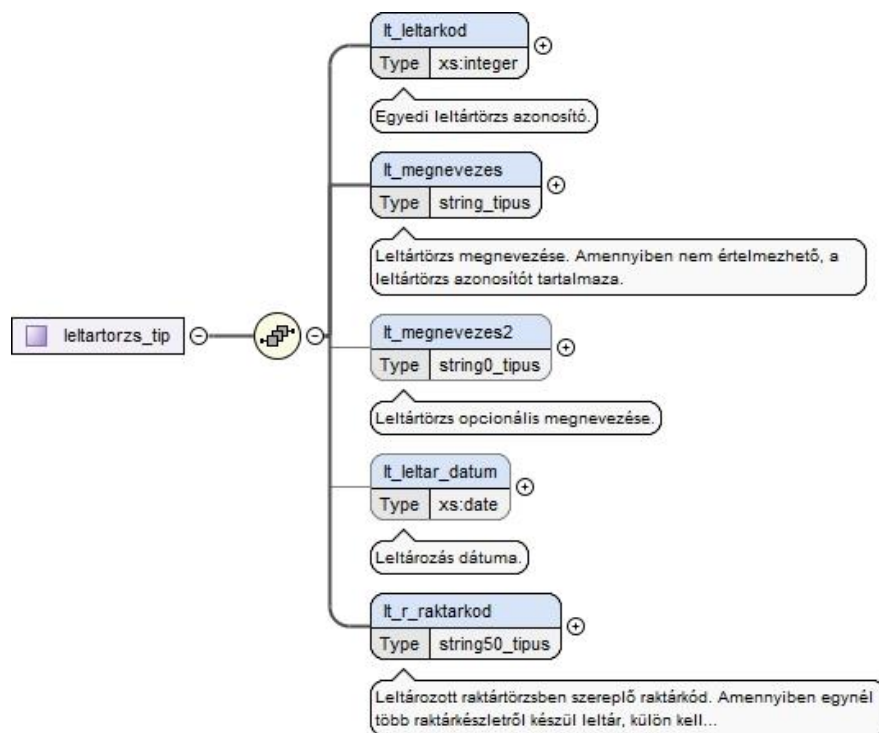 lt_leltarkod
Type xs:integer
Egyedi leltártörzs azonosító.
lt_megnevezes
Type string_tipus
Leltártörzs megnevezése. Amennyiben nem értelmezhető, a
leltártörzs azonosítót tartalmaza.
leltartorzs_tip
lt_megnevezes2
Type string0_tipus
Leltártörzs opcionális megnevezése.
lt_leltar_datum
Type xs:date
Leltározás dátuma.
lt_r_raktarkod
Type string50_tipus
Leltározott raktártörzsben szereplő raktárkód. Amennyiben egynél
több raktárkészletről készül leltár, külön kell...